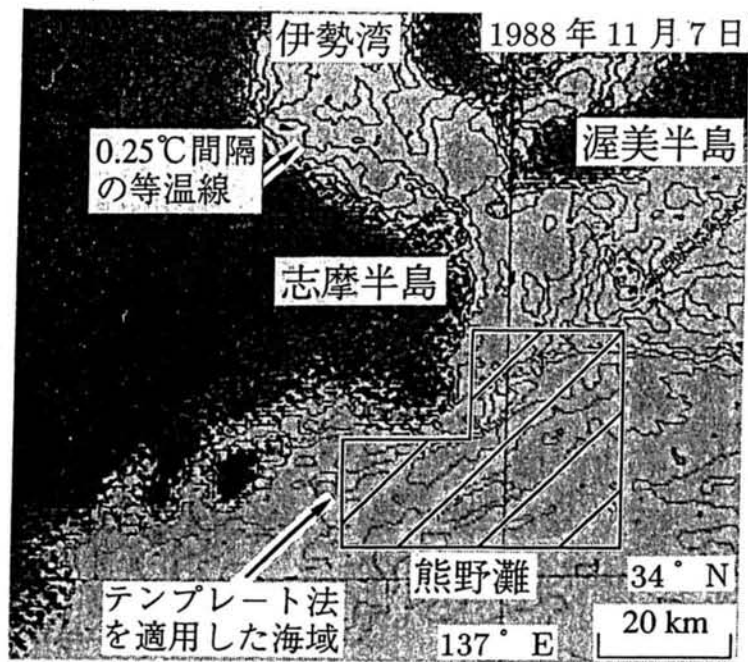 伊勢湾
1988年11月7日
0.25℃間隔
の等温線
渥美半島
志摩半島
テンプレート法
を適用した海域
熊野灘
34° N
137° E
20 km